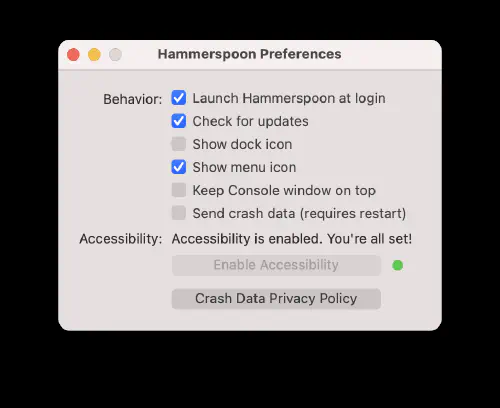 Hammerspoon Preferences
Behavior: Launch Hammerspoon at login
Check for updates
Show dock icon
Show menu icon
Keep Console window on top
Send crash data (requires restart)
Accessibility: Accessibility is enabled. You're all set!
Enable Accessibility
Crash Data Privacy Policy